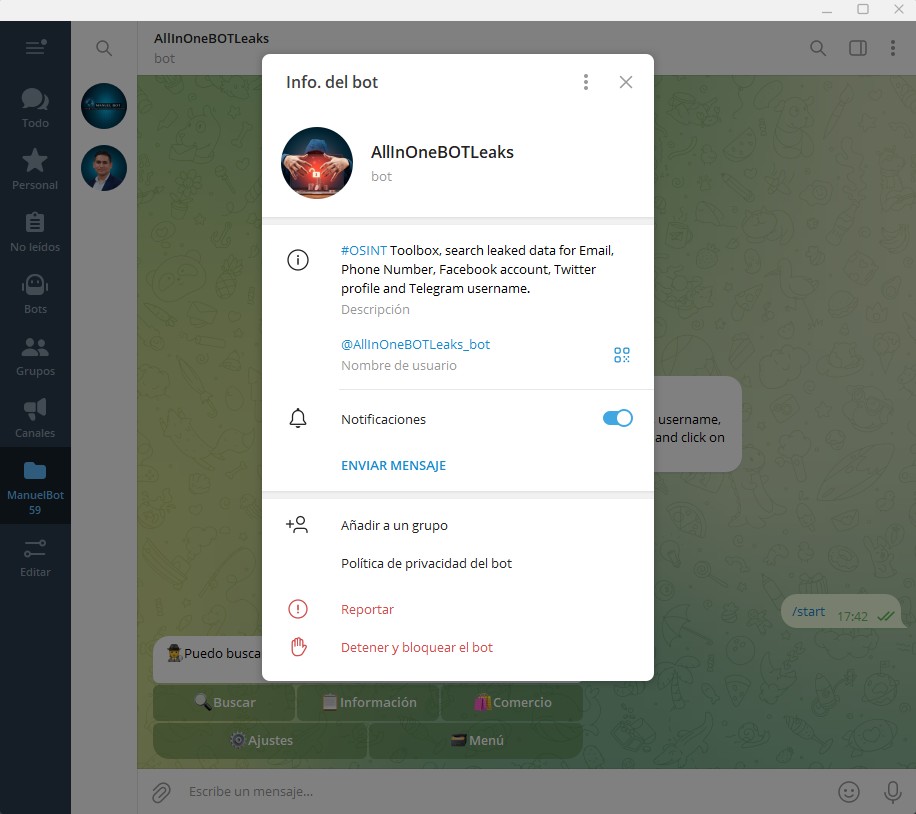 AllInOneBOTLeaks
bot
Todo
Personal
No leídos
Bots
Grupos
Canales
ManuelBot
59
Editar
Info. del bot
AllInOneBOTLeaks
bot
#OSINT Toolbox, search leaked data for Email,
Phone Number, Facebook account, Twitter
profile and Telegram username.
Descripción
@AllInOneBOTLeaks_bot
Nombre de usuario
Notificaciones
ENVIAR MENSAJE
Añadir a un grupo
Política de privacidad del bot
Reportar
Detener y bloquear el bot
username,
and click on
/start 17:42
Puedo busca
Buscar
Información
Comercio
Ajustes
Menú
Escribe un mensaje...